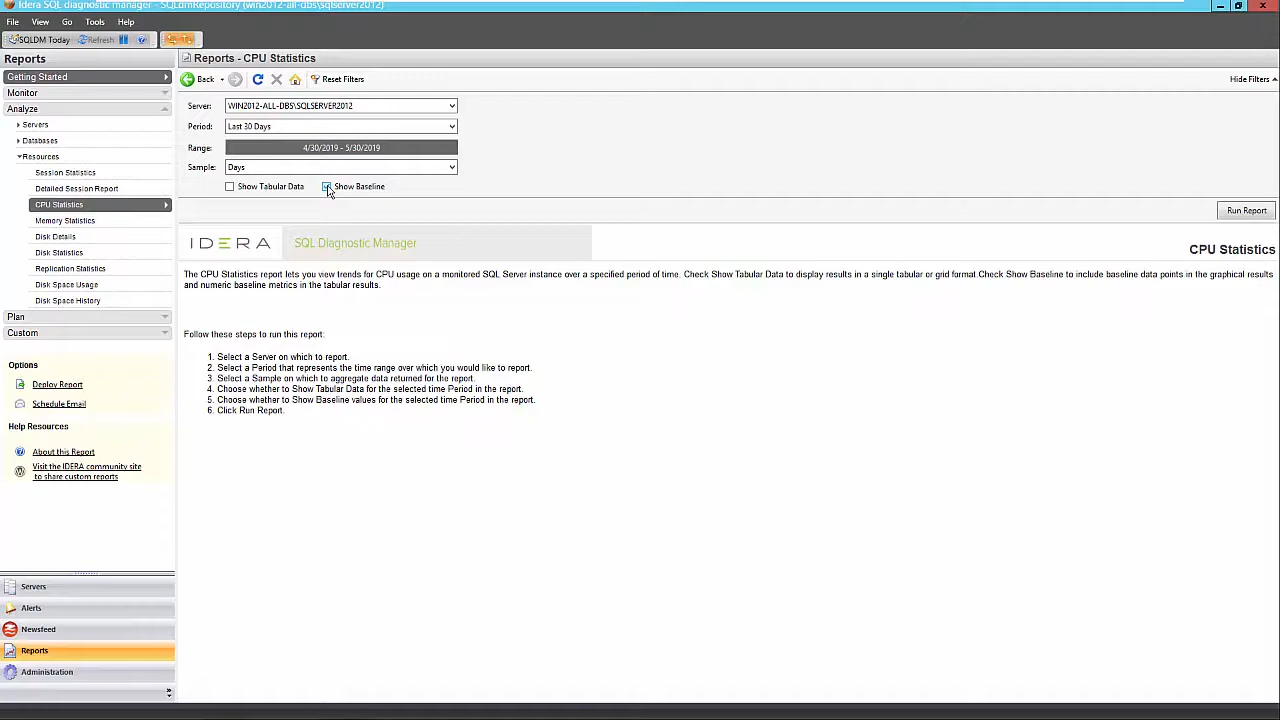 Idera SQL diagnostic manager - SQLdmRepository (win2012-all-dbs\sqlserver2012)
File View Go Tools Help
SQLDM Today Refresh
Reports
Reports - CPU Statistics
Getting Started
Back Reset Filters Hide Filters
Monitor
Analyze
Server: WIN2012-ALL-DBS\SQLSERVER2012
Servers
Period: Last 30 Days
Databases
Range: 4/30/2019 - 5/30/2019
Resources
Sample: Days
Session Statistics
Detailed Session Report
Show Tabular Data Show Baseline
CPU Statistics
Run Report
Memory Statistics
Disk Details
IDERA SQL Diagnostic Manager
CPU Statistics
Disk Statistics
Replication Statistics
The CPU Statistics report lets you view trends for CPU usage on a monitored SQL Server instance over a specified period of time. Check Show Tabular Data to display results in a single tabular or grid format.Check Show Baseline to include baseline data points in the graphical results
and numeric baseline metrics in the tabular results.
Disk Space Usage
Disk Space History
Plan
Custom
Follow these steps to run this report:
1. Select a Server on which to report.
2. Select a Period that represents the time range over which you would like to report.
3. Select a Sample on which to aggregate data returned for the report.
4. Choose whether to Show Tabular Data for the selected time Period in the report.
5. Choose whether to Show Baseline values for the selected time Period in the report.
6. Click Run Report.
Options
Deploy Report
Schedule Email
Help Resources
About this Report
Visit the IDERA community site
to share custom reports
Servers
Alerts
Newsfeed
Reports
Administration